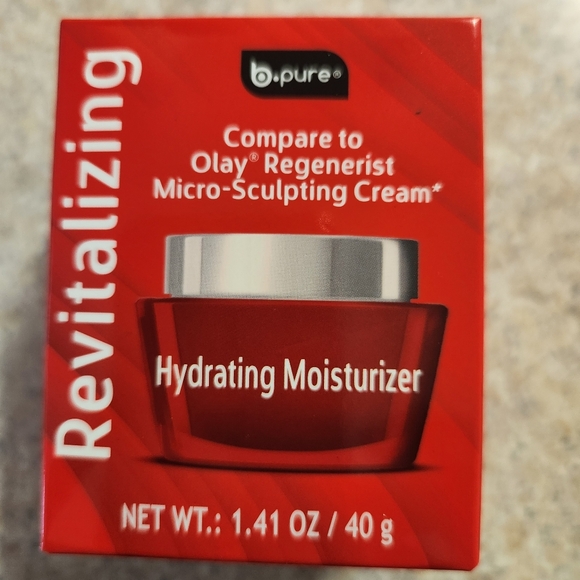 b.pure®
Compare to
Olay® Regenerist
Micro-Sculpting Cream*
Revitalizing
Hydrating Moisturizer
NET WT.: 1.41 OZ / 40 g